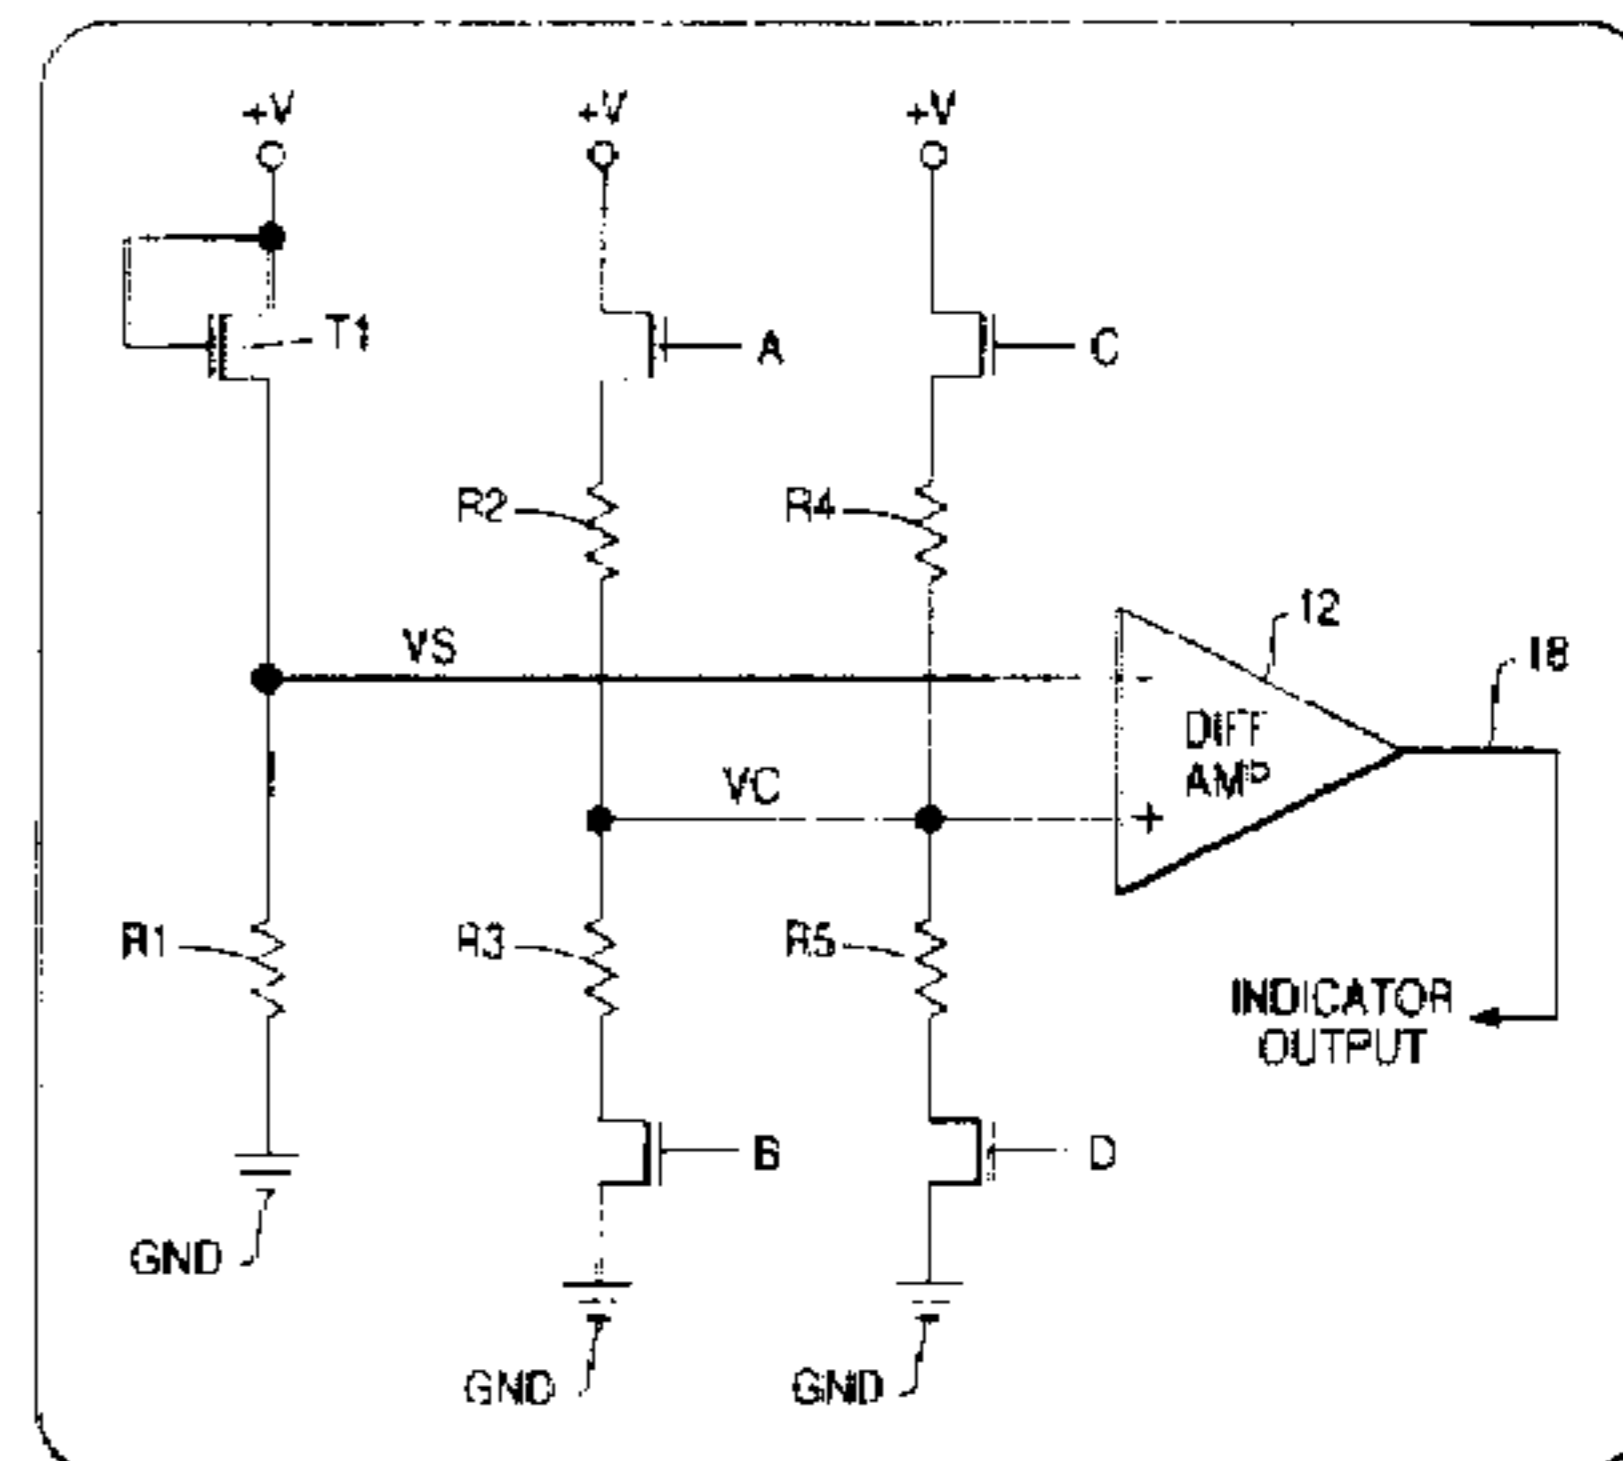 +V +V +V
T1 A C
R2 R4
12
VS 18
DIFF
AMP
-
VC +
R1 R3 R5
INDICATOR
OUTPUT
B D
GND
GND GND